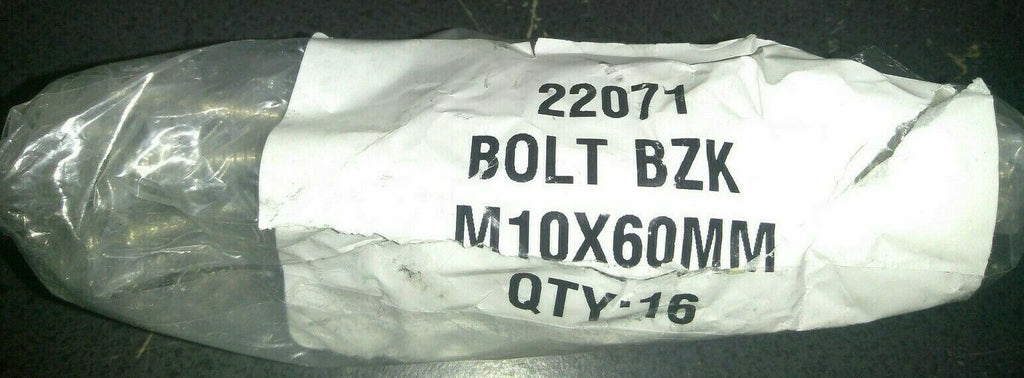 22071
BOLT BZK
M10X60MM
QTY-16